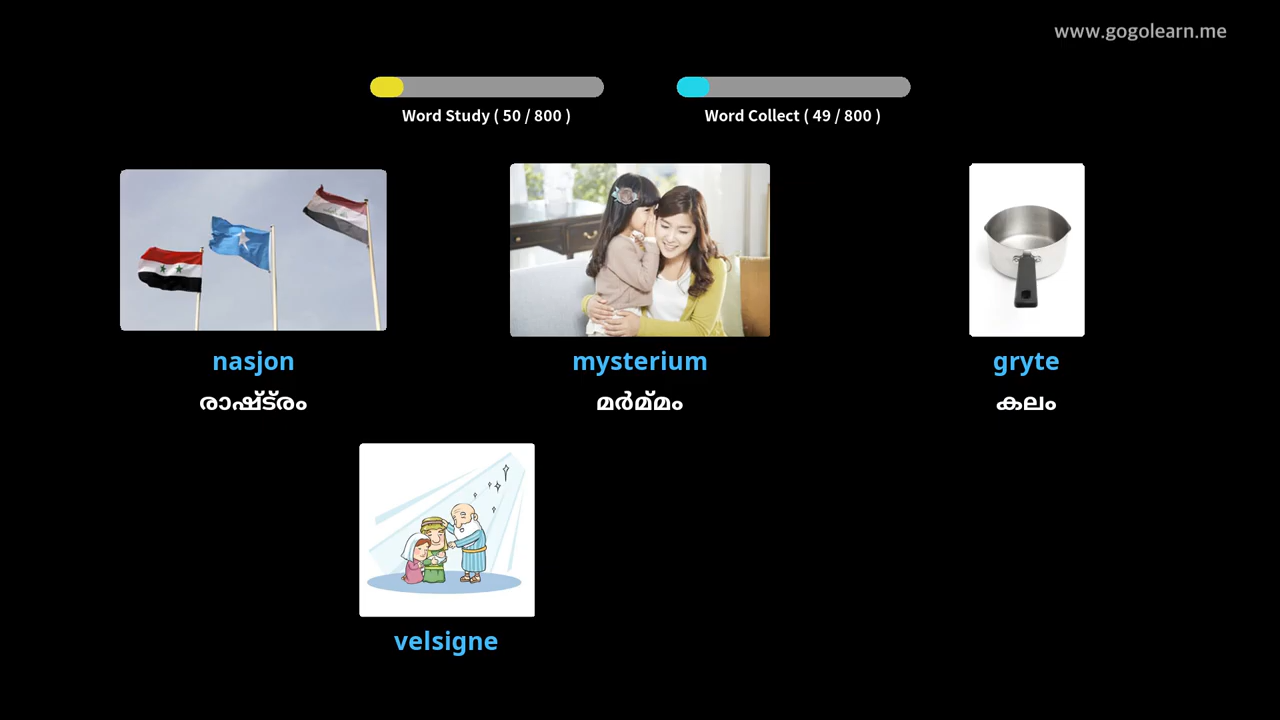 www.gogolearn.me
Word Study ( 50 / 800 )
Word Collect ( 49 / 800 )
nasjon
mysterium
gryte
രാഷ്ട്രം
മർമ്മം
കലം
velsigne